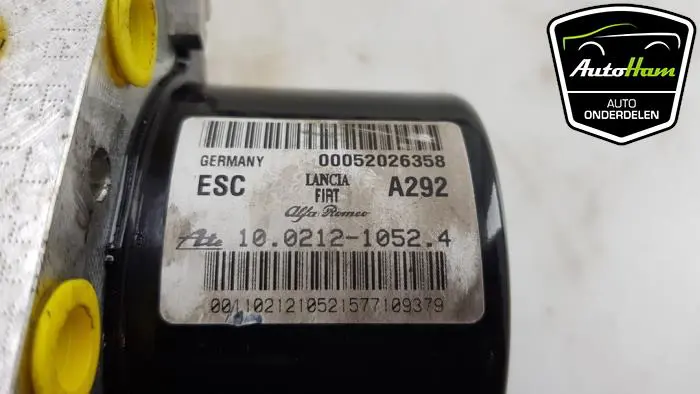 GERMANY 00052026358
ESC LANCIA A292
FIAT
Alfa Romeo
Ate 10.0212-1052.4
0011021210521577109379
AUTOHAM
AUTO
ONDERDELEN